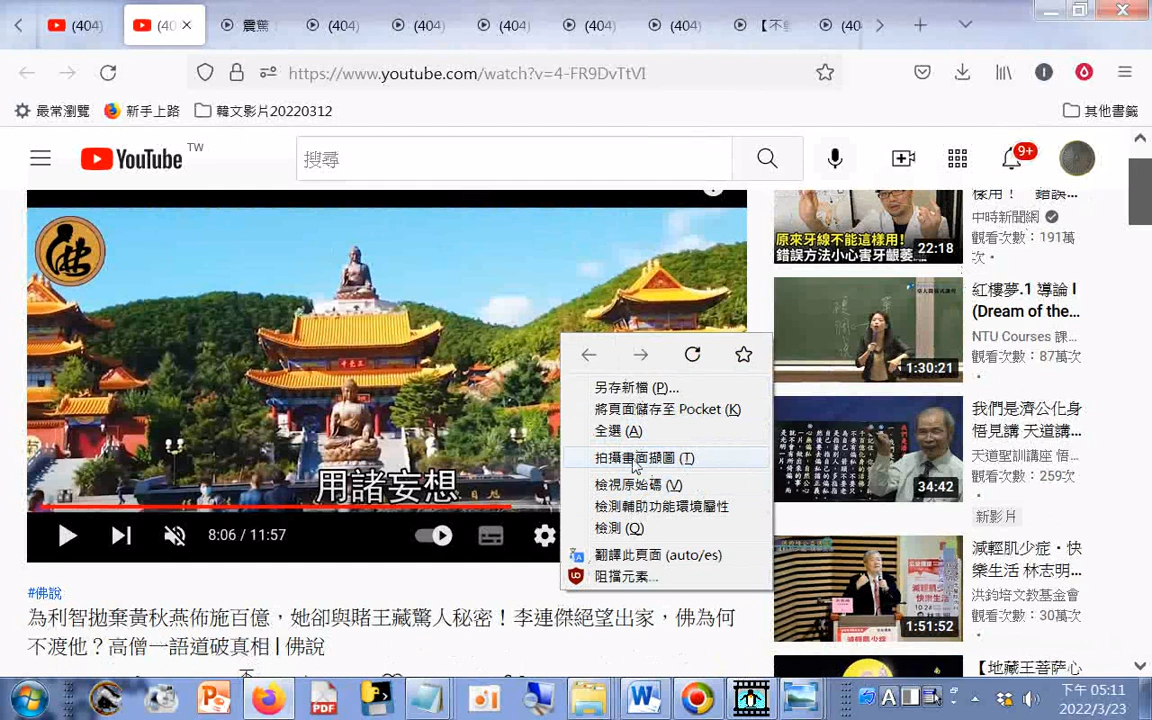 (404)
(40
震驚
(404)
(404)
(404)
(404)
(404)
【不
(40
https://www.youtube.com/watch?v=4-FR9DvTtVI
最常瀏覽
新手上路
韓文影片20220312
其他書籤
YouTube TW
搜尋
9+
佛
用諸妄想
8:06 / 11:57
另存新檔 (P)...
將頁面儲存至 Pocket (K)
全選 (A)
拍攝畫面擷圖 (T)
檢視原始碼 (V)
檢測輔助功能環境屬性
檢測 (Q)
翻譯此頁面 (auto/es)
阻擋元素...
#佛說
為利智拋棄黃秋燕佈施百億，她卻與賭王藏驚人秘密！李連傑絕望出家，佛為何
不渡他？高僧一語道破真相 | 佛說
原來牙線不能這樣用!
錯誤方法小心害牙齦萎...
22:18
樣用！ 錯誤...
中時新聞網
觀看次數：191萬
次・
1:30:21
紅樓夢.1 導論 I
(Dream of the...
NTU Courses 課...
觀看次數：87萬次
・
34:42
我們是濟公化身
悟見講 天道講...
天道聖訓講座 悟...
觀看次數：30萬次
新影片
1:51:52
減輕肌少症・快
樂生活 林志明...
洪鈞培文教基金會
觀看次數：30萬次
・
【地藏王菩薩心
下午 05:11
2022/3/23